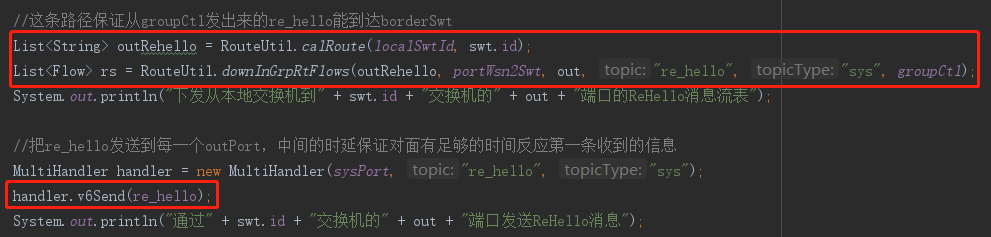 //这条路径保证从groupCtl发出来的re_hello能到达borderSwt
List<String> outRehello = RouteUtil.calRoute(localSwtId, swt.id);
List<Flow> rs = RouteUtil.downInGrpRtFlows(outRehello, portWsn2Swt, out, topic: "re_hello", topicType: "sys", groupCtl);
System.out.println("下发从本地交换机到" + swt.id + "交换机的" + out + "端口的ReHello消息流表");
//把re_hello发送到每一个outPort，中间的时延保证对面有足够的时间反应第一条收到的信息
MultiHandler handler = new MultiHandler(sysPort, topic: "re_hello", topicType: "sys");
handler.v6Send(re_hello);
System.out.println("通过" + swt.id + "交换机的" + out + "端口发送ReHello消息");